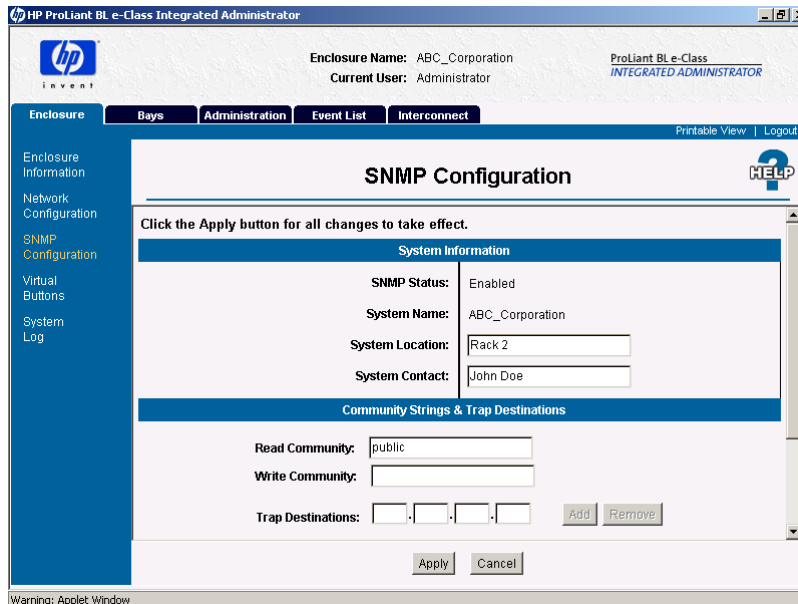 HP ProLiant BL e-Class Integrated Administrator
hp
invent
Enclosure Name: ABC_Corporation
Current User: Administrator
ProLiant BL e-Class
INTEGRATED ADMINISTRATOR
Enclosure Bays Administration Event List Interconnect
Printable View | Logout
Enclosure
Information
Network
Configuration
SNMP
Configuration
Virtual
Buttons
System
Log
SNMP Configuration
HELP
Click the Apply button for all changes to take effect.
System Information
SNMP Status: Enabled
System Name: ABC_Corporation
System Location: Rack 2
System Contact: John Doe
Community Strings & Trap Destinations
Read Community: public
Write Community:
Trap Destinations: . . . Add Remove
Apply Cancel
Warning: Applet Window